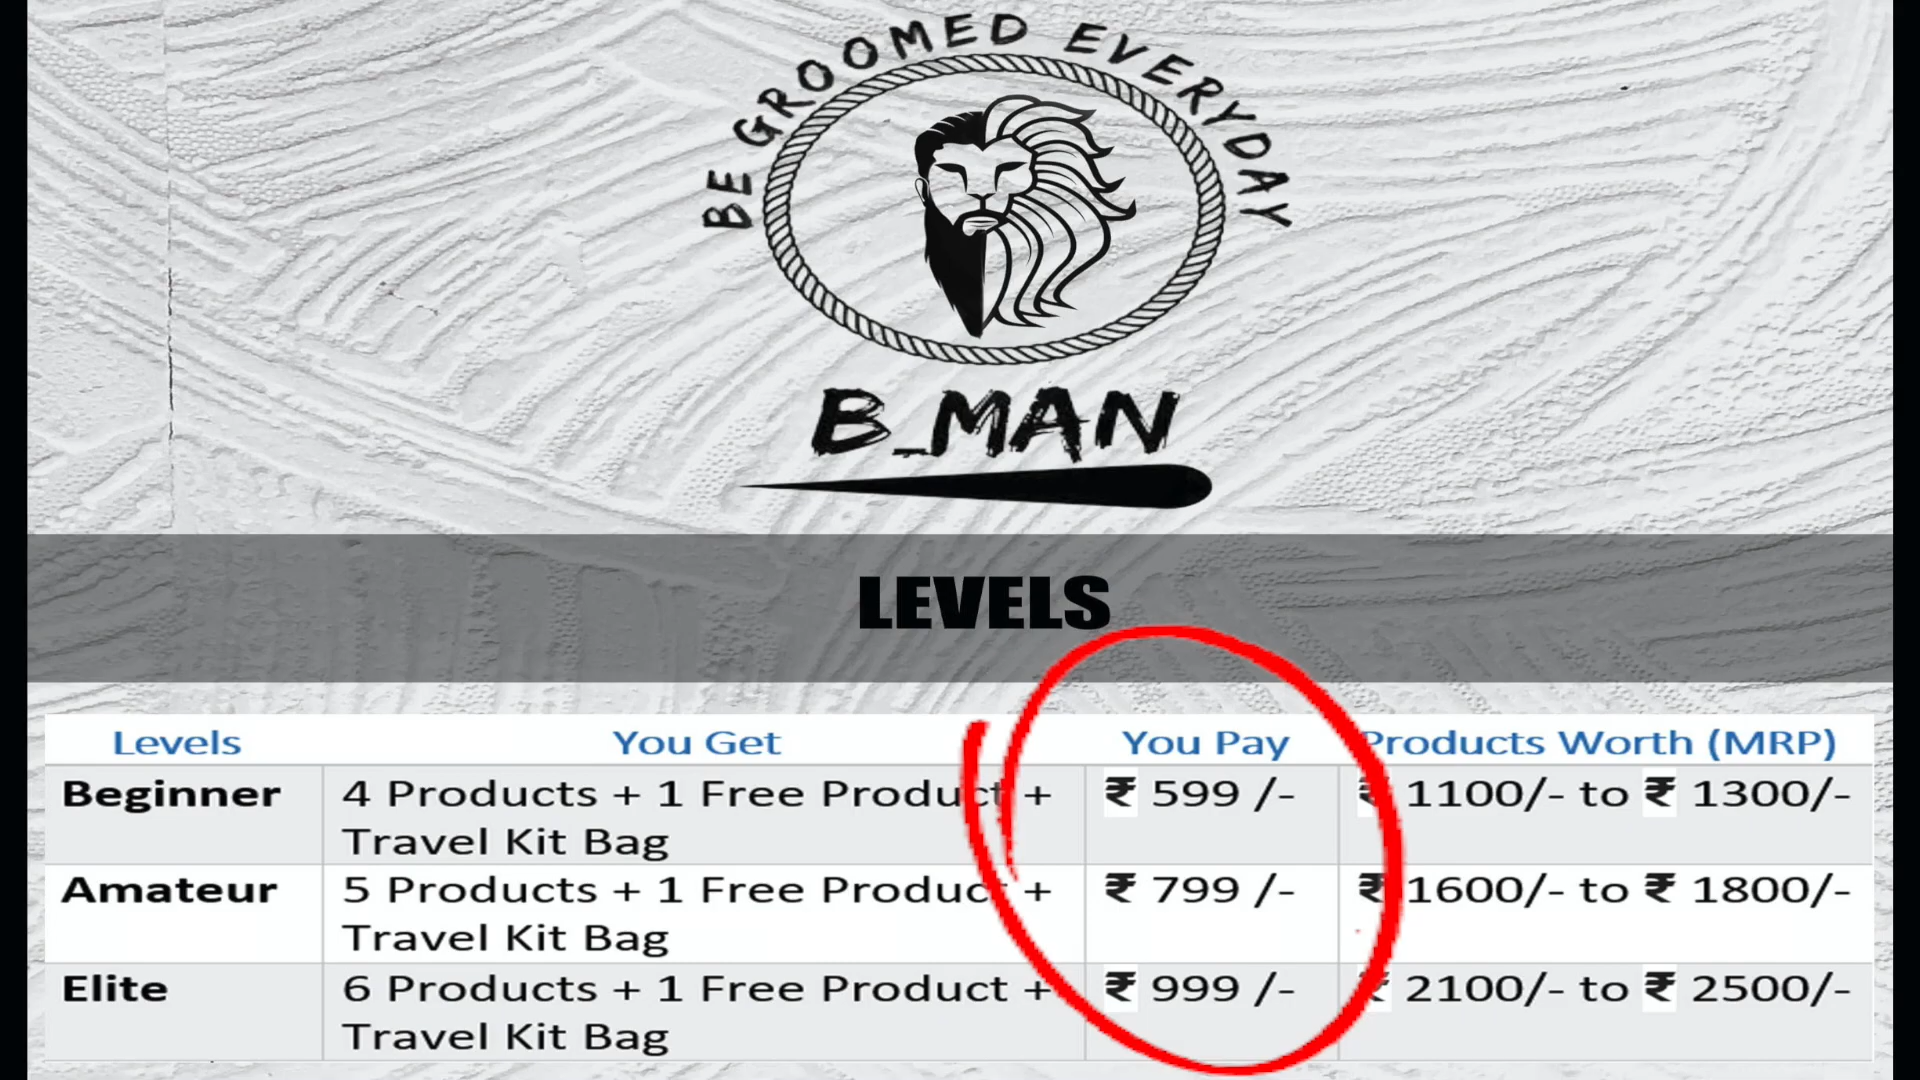 BE GROOMED EVERYDAY
B_MAN
LEVELS
Levels You Get You Pay Products Worth (MRP)
Beginner 4 Products + 1 Free Product + ₹ 599 /- ₹ 1100/- to ₹ 1300/-
Travel Kit Bag
Amateur 5 Products + 1 Free Product + ₹ 799 /- ₹ 1600/- to ₹ 1800/-
Travel Kit Bag
Elite 6 Products + 1 Free Product + ₹ 999 /- ₹ 2100/- to ₹ 2500/-
Travel Kit Bag